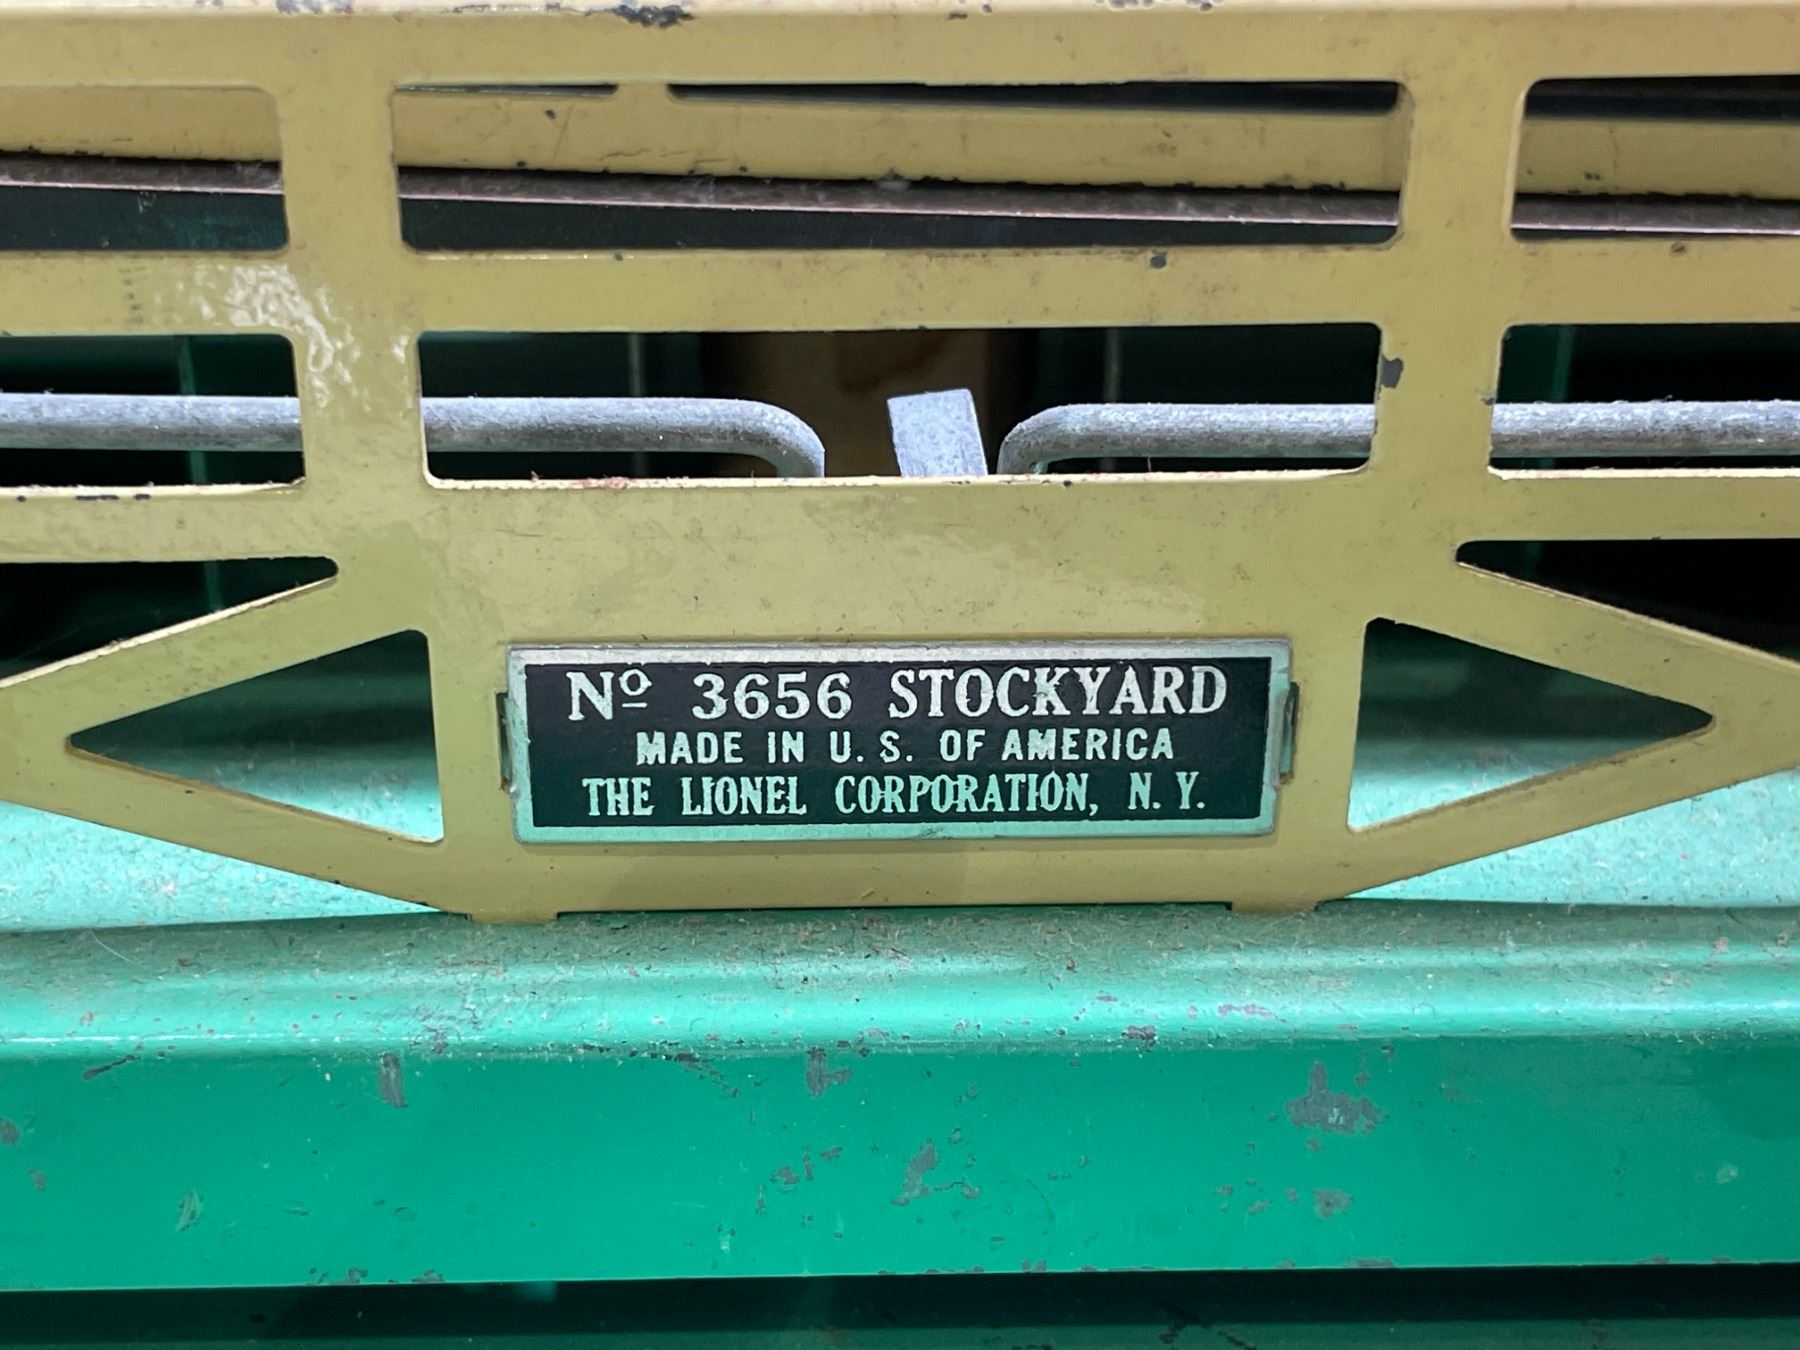 Nº 3656 STOCKYARD
MADE IN U. S. OF AMERICA
THE LIONEL CORPORATION, N. Y.